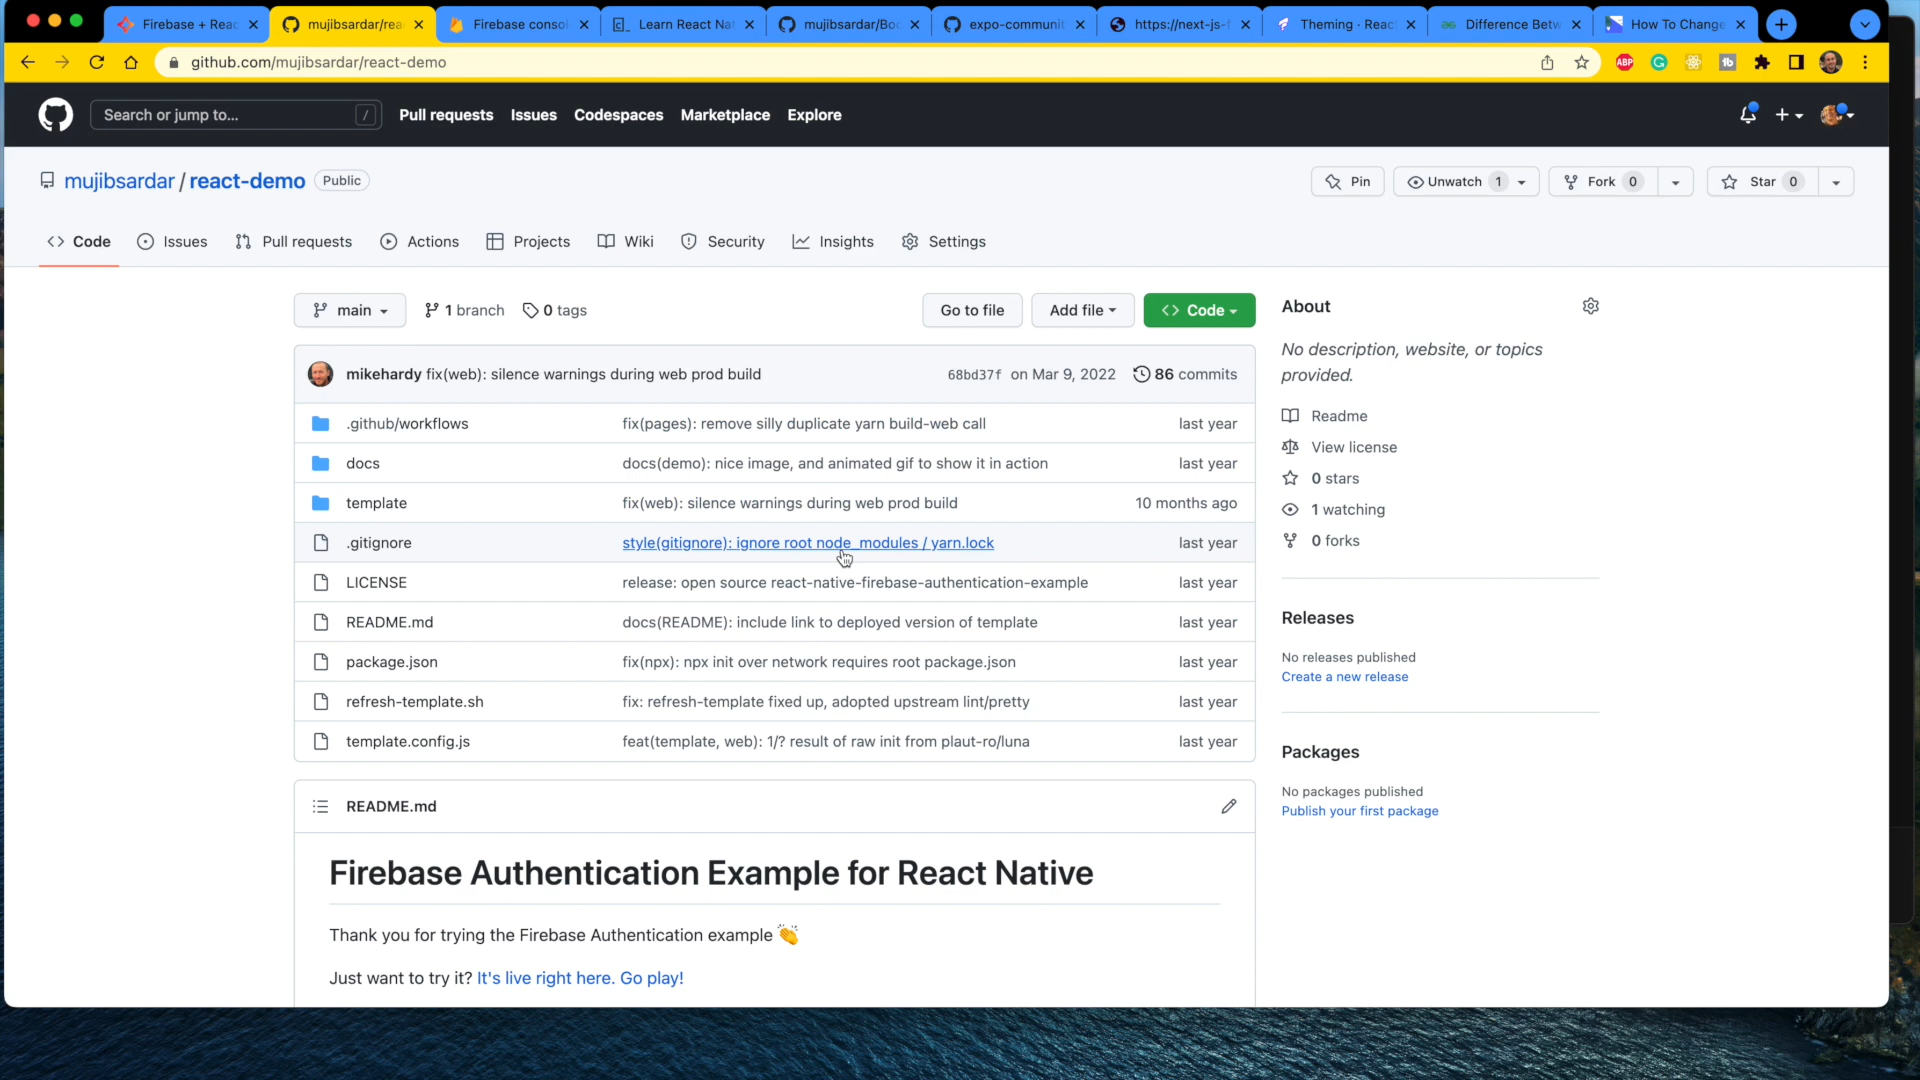 Firebase + Reac
mujibsardar/rea
Firebase consol
Learn React Nat
mujibsardar/Boo
expo-communit
https://next-js-f
Theming · Reac
Difference Betw
How To Change
github.com/mujibsardar/react-demo
ABP
Search or jump to... /
Pull requests
Issues
Codespaces
Marketplace
Explore
mujibsardar / react-demo Public
Pin
Unwatch 1
Fork 0
Star 0
Code
Issues
Pull requests
Actions
Projects
Wiki
Security
Insights
Settings
main
1 branch
0 tags
Go to file
Add file
Code
mikehardy fix(web): silence warnings during web prod build 68bd37f on Mar 9, 2022 86 commits
.github/workflows fix(pages): remove silly duplicate yarn build-web call last year
docs docs(demo): nice image, and animated gif to show it in action last year
template fix(web): silence warnings during web prod build 10 months ago
.gitignore style(gitignore): ignore root node_modules / yarn.lock last year
LICENSE release: open source react-native-firebase-authentication-example last year
README.md docs(README): include link to deployed version of template last year
package.json fix(npx): npx init over network requires root package.json last year
refresh-template.sh fix: refresh-template fixed up, adopted upstream lint/pretty last year
template.config.js feat(template, web): 1/? result of raw init from plaut-ro/luna last year
README.md
Firebase Authentication Example for React Native
Thank you for trying the Firebase Authentication example 👏
Just want to try it? It's live right here. Go play!
About
No description, website, or topics
provided.
Readme
View license
0 stars
1 watching
0 forks
Releases
No releases published
Create a new release
Packages
No packages published
Publish your first package